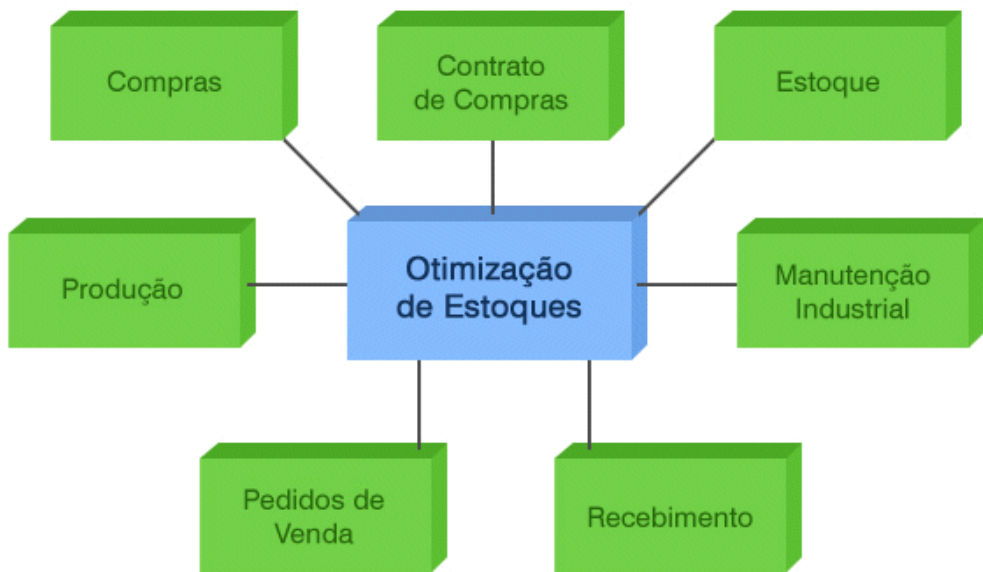 Compras
Contrato
de Compras
Estoque
Produção
Otimização
de Estoques
Manutenção
Industrial
Pedidos de
Venda
Recebimento